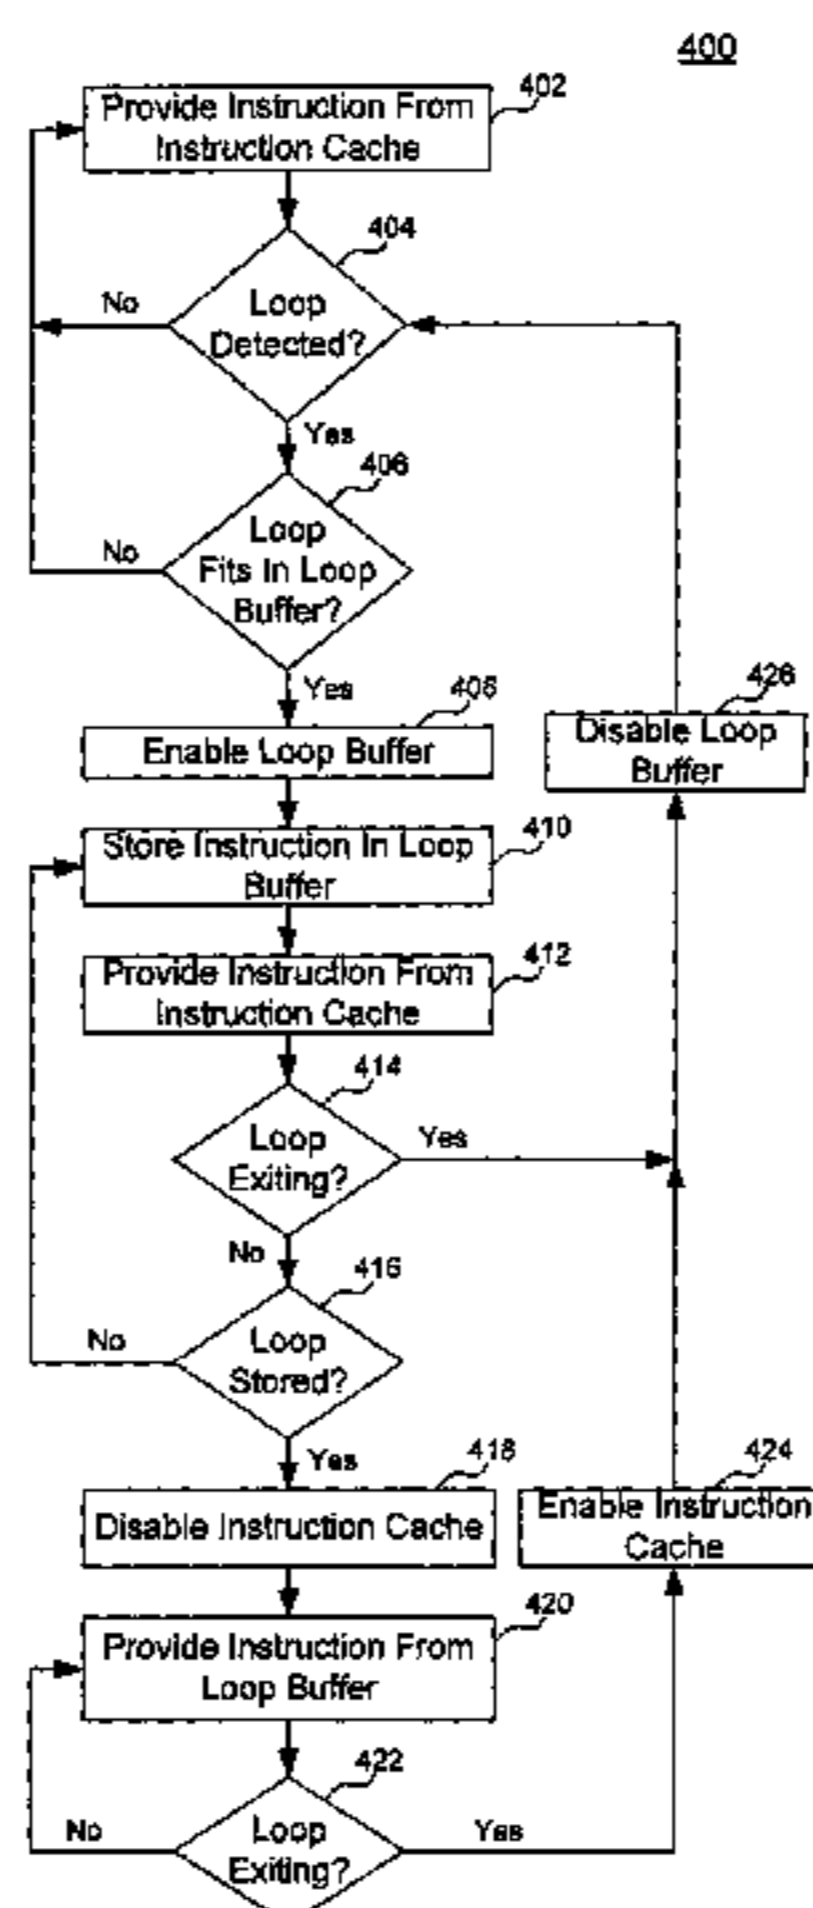 400
402
Provide Instruction From
Instruction Cache
404
Loop
Detected?
No
Yes
406
Loop
Fits In Loop
Buffer?
No
Yes
408
Enable Loop Buffer
426
Disable Loop
Buffer
410
Store Instruction In Loop
Buffer
412
Provide Instruction From
Instruction Cache
414
Loop
Exiting?
Yes
No
416
Loop
Stored?
No
Yes
418
Disable Instruction Cache
424
Enable Instruction
Cache
420
Provide Instruction From
Loop Buffer
422
Loop
Exiting?
No
Yes